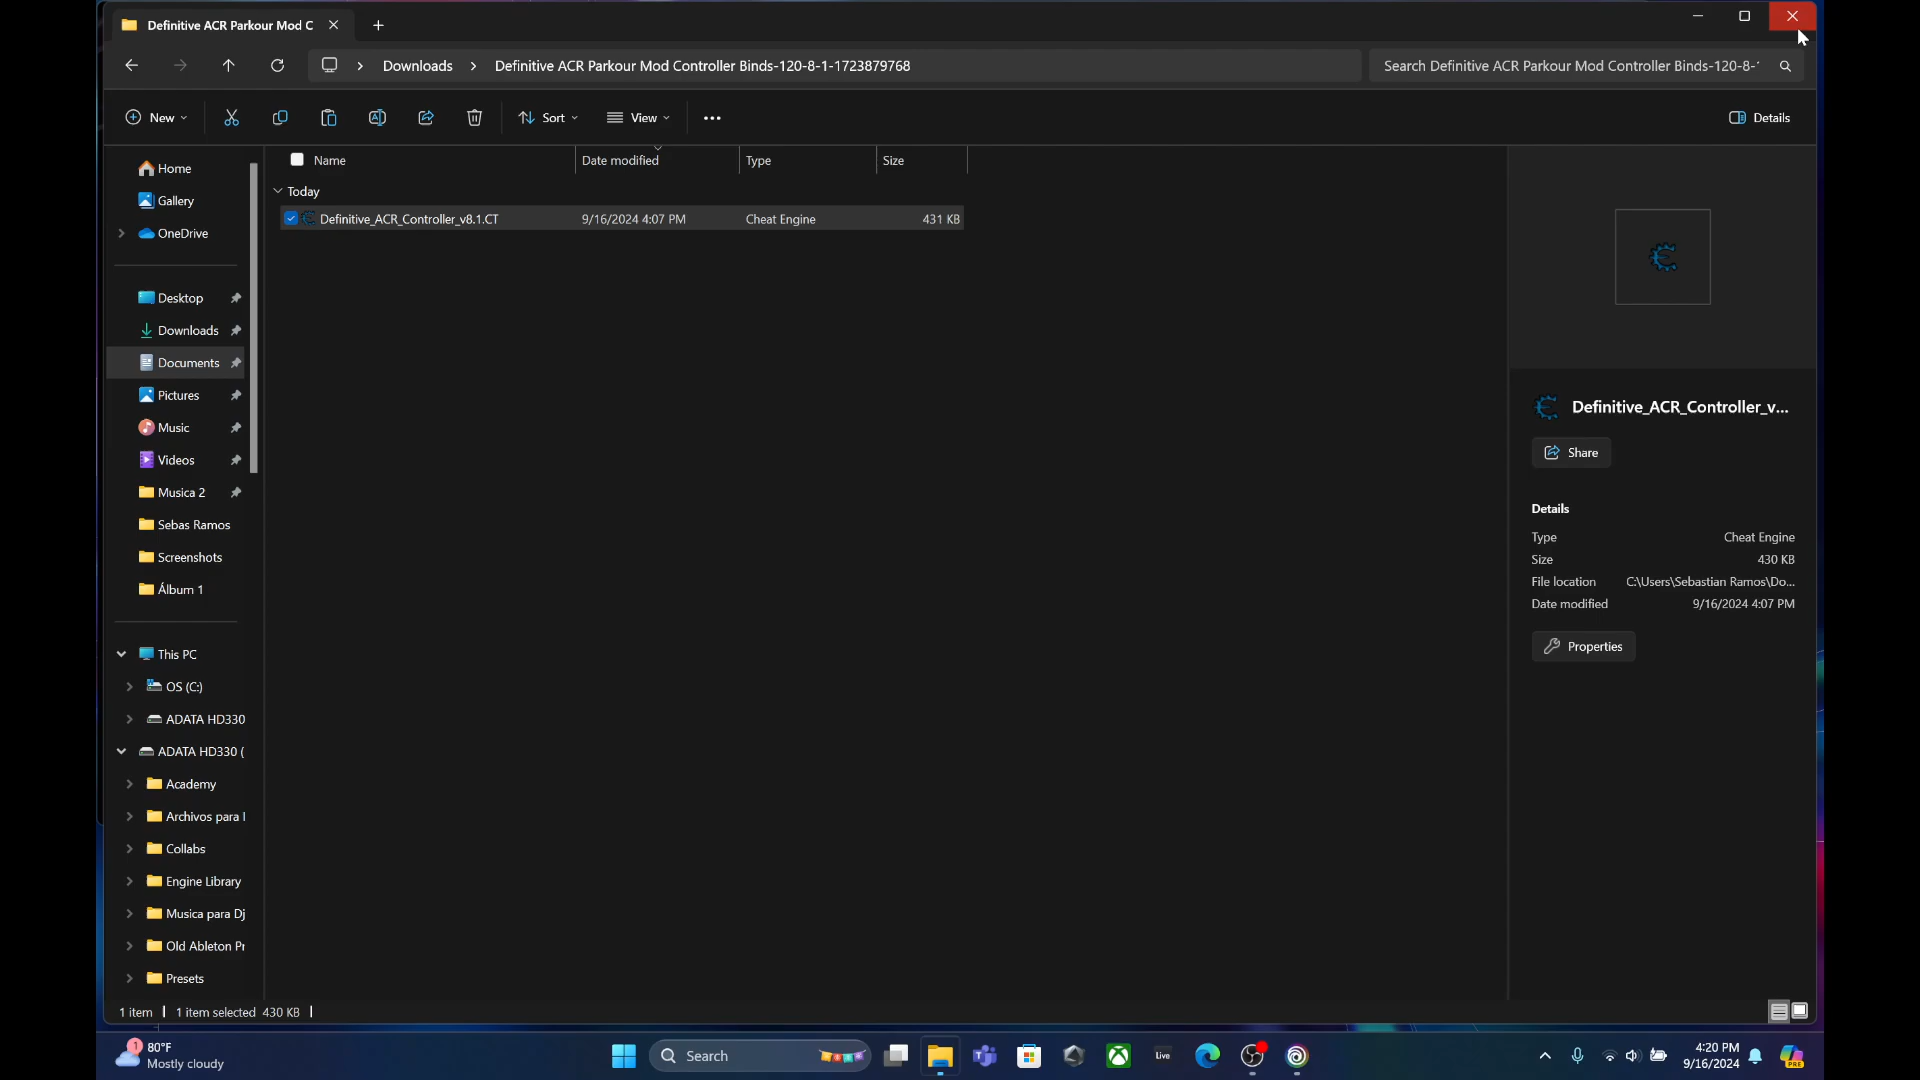 Definitive ACR Parkour Mod C
Downloads
Definitive ACR Parkour Mod Controller Binds-120-8-1-1723879768
Search Definitive ACR Parkour Mod Controller Binds-120-8-
New
Sort
View
Details
Home
Gallery
OneDrive
Desktop
Downloads
Documents
Pictures
Music
Videos
Musica 2
Sebas Ramos
Screenshots
Álbum 1
This PC
OS (C:)
ADATA HD330
ADATA HD330 (
Academy
Archivos para
Collabs
Engine Library
Musica para Dj
Old Ableton Pr
Presets
Name
Date modified
Type
Size
Today
Definitive_ACR_Controller_v8.1.CT
9/16/2024 4:07 PM
Cheat Engine
431 KB
Definitive_ACR_Controller_v...
Share
Details
Type
Cheat Engine
Size
430 KB
File location
C:\Users\Sebastian Ramos\Do...
Date modified
9/16/2024 4:07 PM
Properties
1 item
1 item selected 430 KB
1
80°F
Mostly cloudy
Search
Live
4:20 PM
9/16/2024
PRE